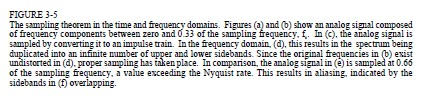 FIGURE 3-5
The sampling theorem in the time and frequency domains. Figures (a) and (b) show an analog signal composed
of frequency components between zero and 0.33 of the sampling frequency, fₛ. In (c), the analog signal is
sampled by converting it to an impulse train. In the frequency domain, (d), this results in the spectrum being
duplicated into an infinite number of upper and lower sidebands. Since the original frequencies in (b) exist
undistorted in (d), proper sampling has taken place. In comparison, the analog signal in (e) is sampled at 0.66
of the sampling frequency, a value exceeding the Nyquist rate. This results in aliasing, indicated by the
sidebands in (f) overlapping.